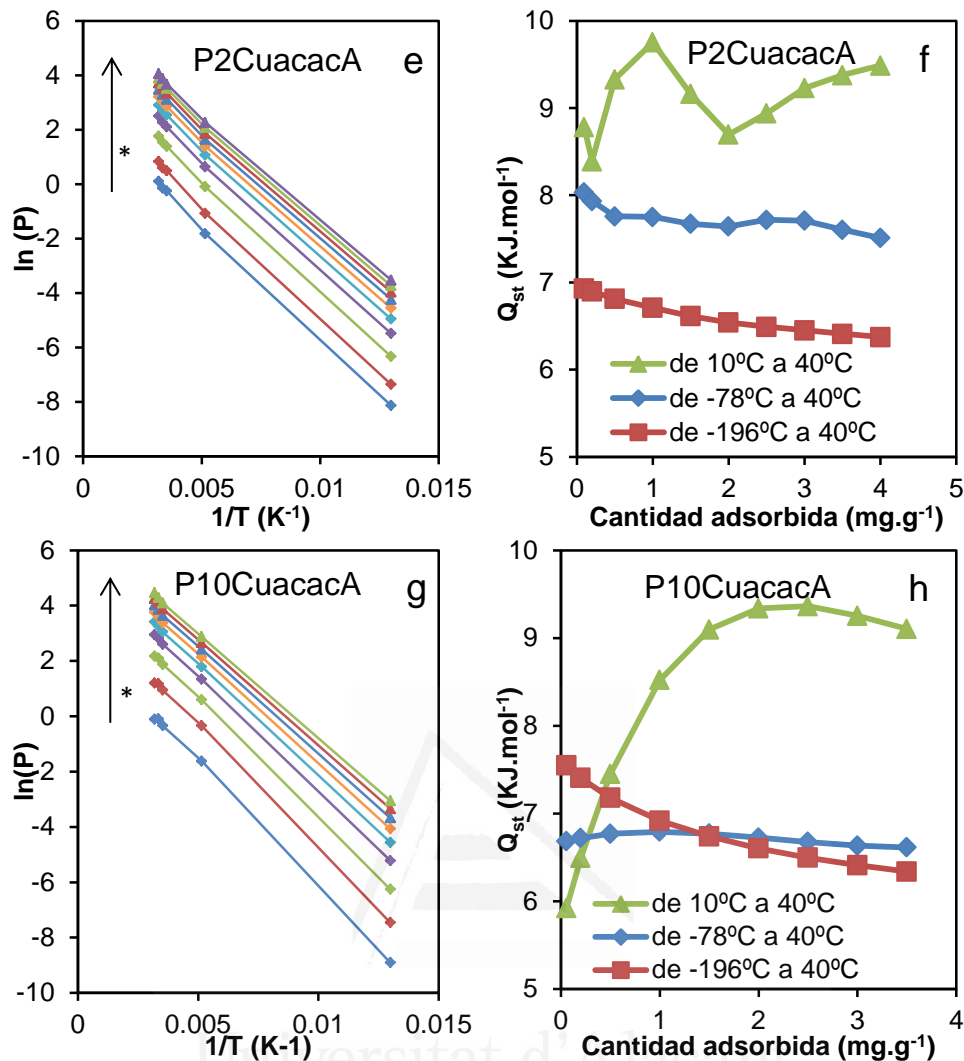 P2CuacacA e
6
4
2
0
-2
-4
-6
-8
-10
*
ln (P)
0 0.005 0.01 0.015
1/T (K-1)
P2CuacacA f
10
9
8
7
6
5
Qst (KJ.mol-1)
de 10ºC a 40ºC
de -78ºC a 40ºC
de -196ºC a 40ºC
0 1 2 3 4 5
Cantidad adsorbida (mg.g-1)
P10CuacacA g
6
4
2
0
-2
-4
-6
-8
-10
*
ln(P)
0 0.005 0.01 0.015
1/T (K-1)
P10CuacacA h
10
9
8
7
6
5
Qst (KJ.mol-1)
de 10ºC a 40ºC
de -78ºC a 40ºC
de -196ºC a 40ºC
0 1 2 3 4
Cantidad adsorbida (mg.g-1)